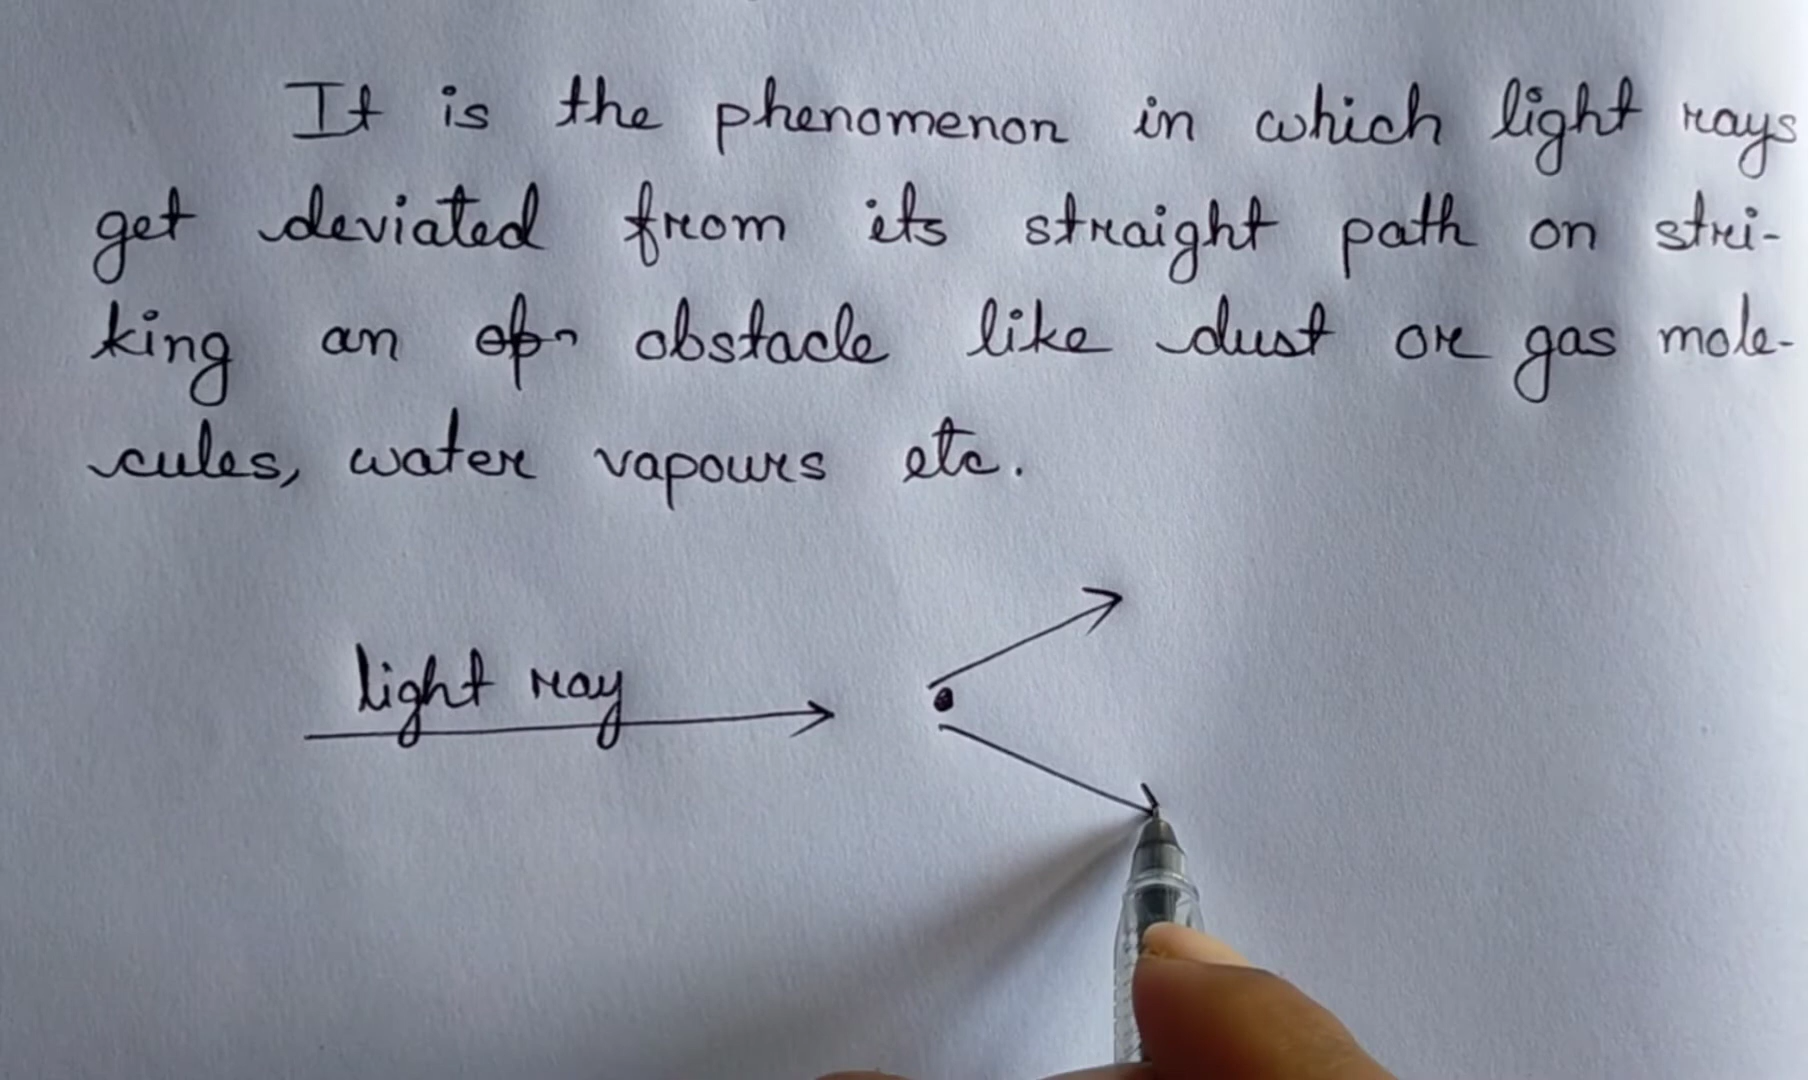 It is the phenomenon in which light rays
get deviated from its straight path on stri-
king an obstacle like dust or gas mole-
cules, water vapours etc.
light ray